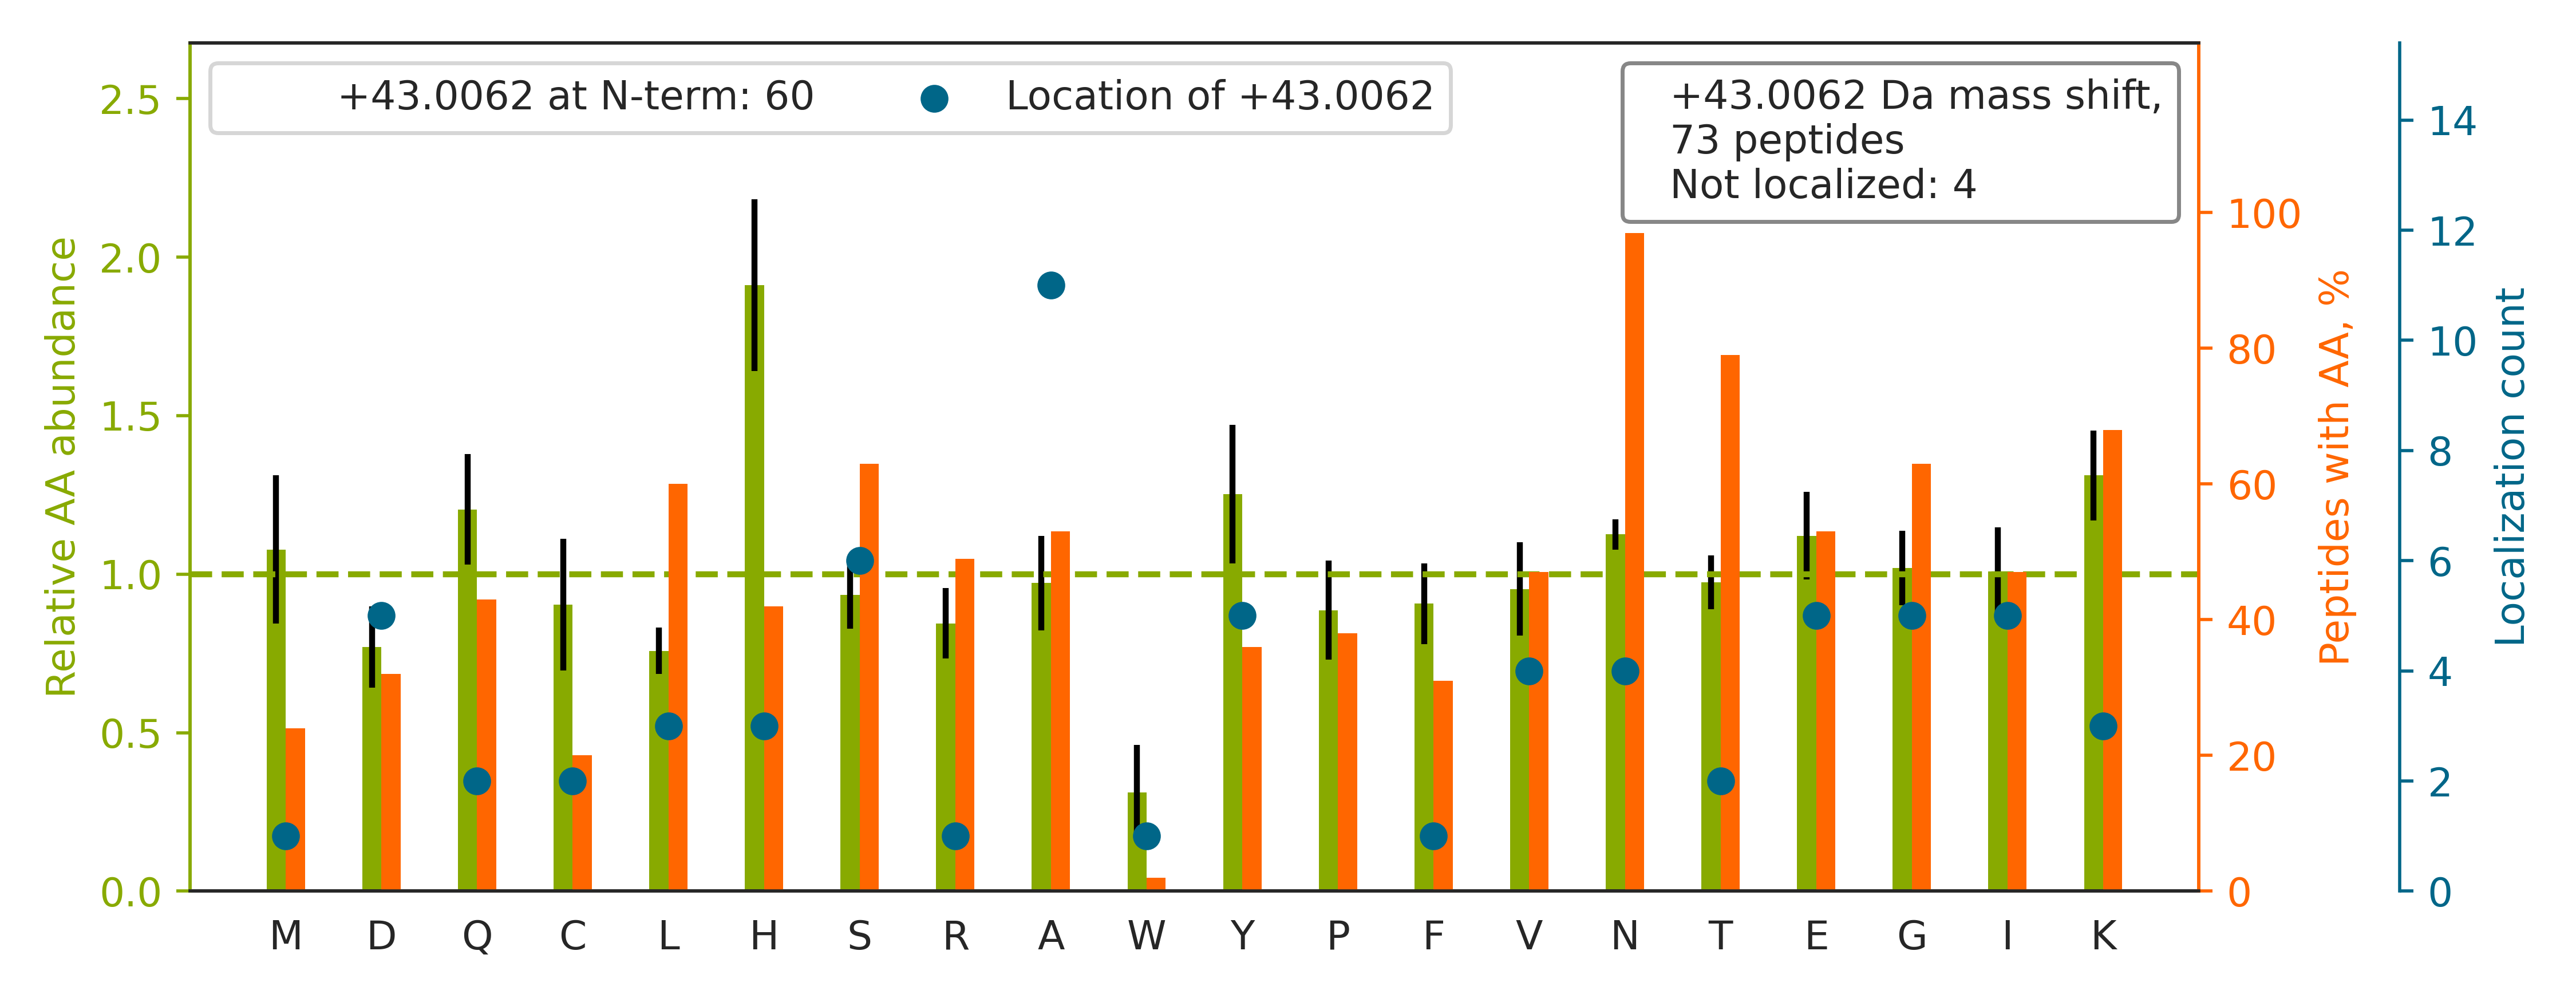 +43.0062 at N-term: 60
Location of +43.0062
+43.0062 Da mass shift,
73 peptides
Not localized: 4
Relative AA abundance
2.5
2.0
1.5
1.0
0.5
0.0
M D Q C L H S R A W Y P F V N T E G I K
100
80
60
40
20
0
Peptides with AA, %
14
12
10
8
6
4
2
0
Localization count